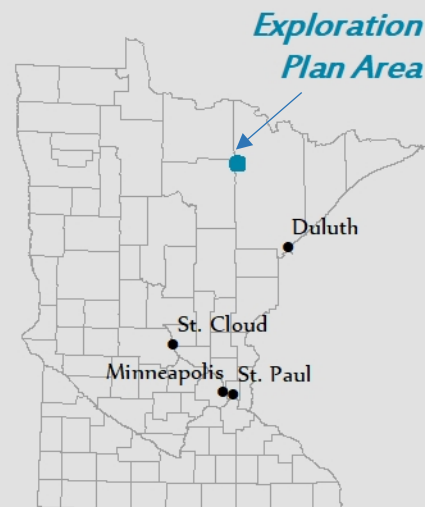 Exploration
Plan Area
Duluth
St. Cloud
Minneapolis
St. Paul